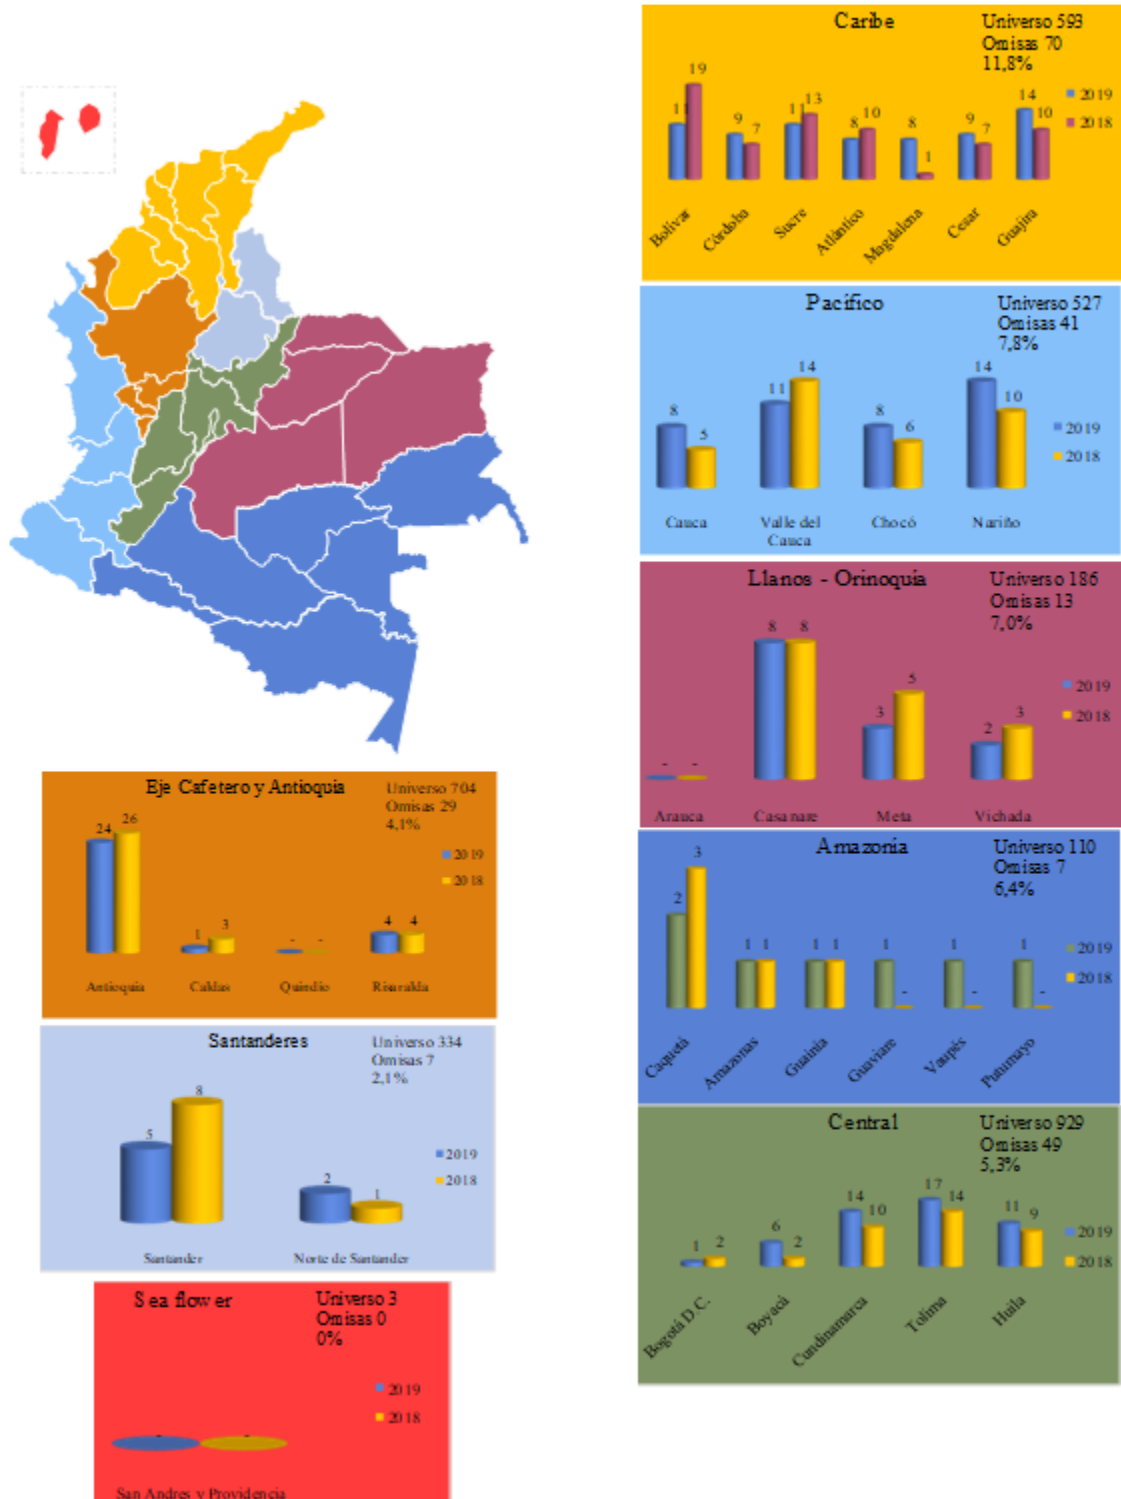 Caribe
Universo 593
Omisas 70
11,8%
19
11
9
7
11
13
8
10
8
1
9
7
14
10
2019
2018
Bolívar
Córdoba
Sucre
Atlántico
Magdalena
Cesar
Guajira
Pacífico
Universo 527
Omisas 41
7,8%
8
5
11
14
8
6
14
10
2019
2018
Cauca
Valle del
Cauca
Chocó
Nariño
Llanos - Orinoquía
Universo 186
Omisas 13
7,0%
-
-
8
8
3
5
2
3
2019
2018
Arauca
Casanare
Meta
Vichada
Eje Cafetero y Antioquia
Universo 704
Omisas 29
4,1%
24
26
1
3
-
-
4
4
2019
2018
Antioquia
Caldas
Quindío
Risaralda
Amazonía
Universo 110
Omisas 7
6,4%
2
3
1
1
1
1
1
-
1
-
1
-
2019
2018
Caquetá
Amazonas
Guainía
Guaviare
Vaupés
Putumayo
Santanderes
Universo 334
Omisas 7
2,1%
5
8
2
1
2019
2018
Santander
Norte de Santander
Central
Universo 929
Omisas 49
5,3%
1
2
6
2
14
10
17
14
11
9
2019
2018
Bogotá D.C.
Boyacá
Cundinamarca
Tolima
Huila
Sea flower
Universo 3
Omisas 0
0%
-
-
2019
2018
San Andres y Providencia